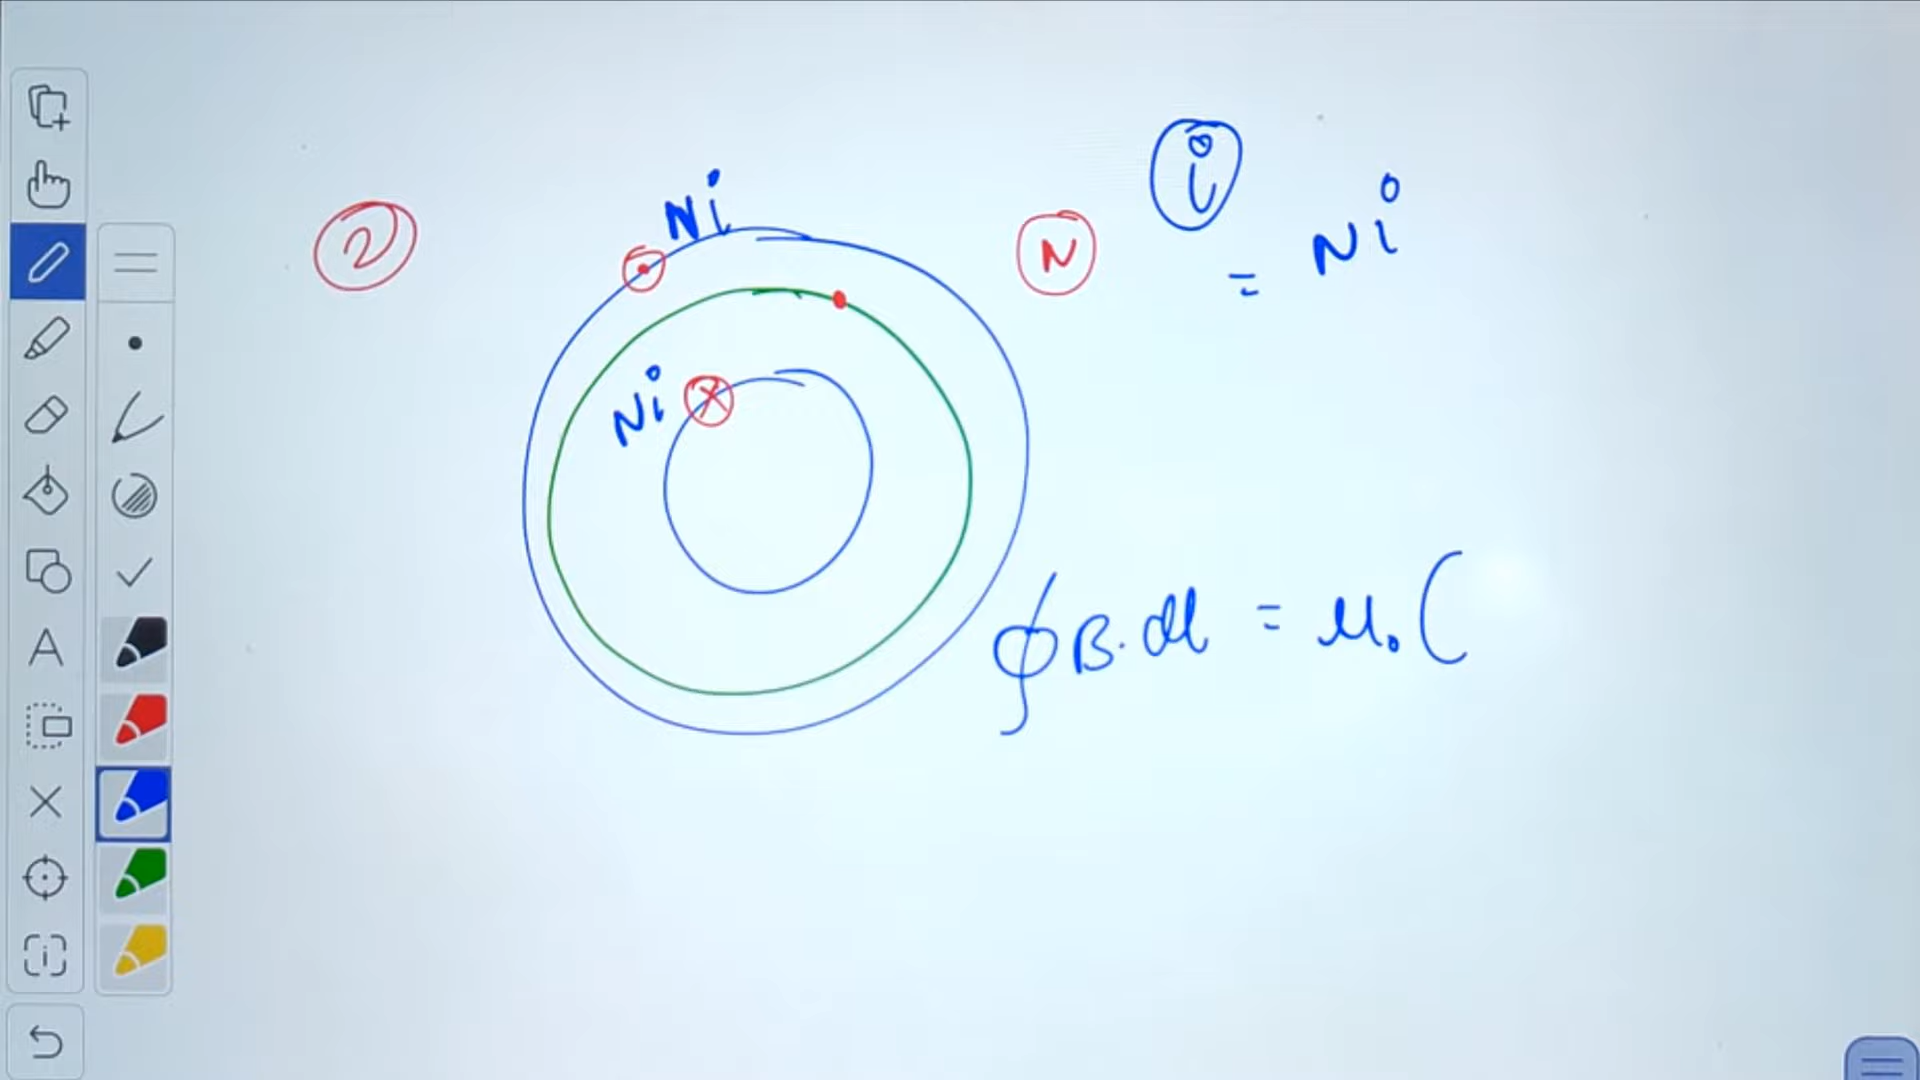 2
Ni
N
i
= Ni
Ni
∮B.dl = μ₀ (
A